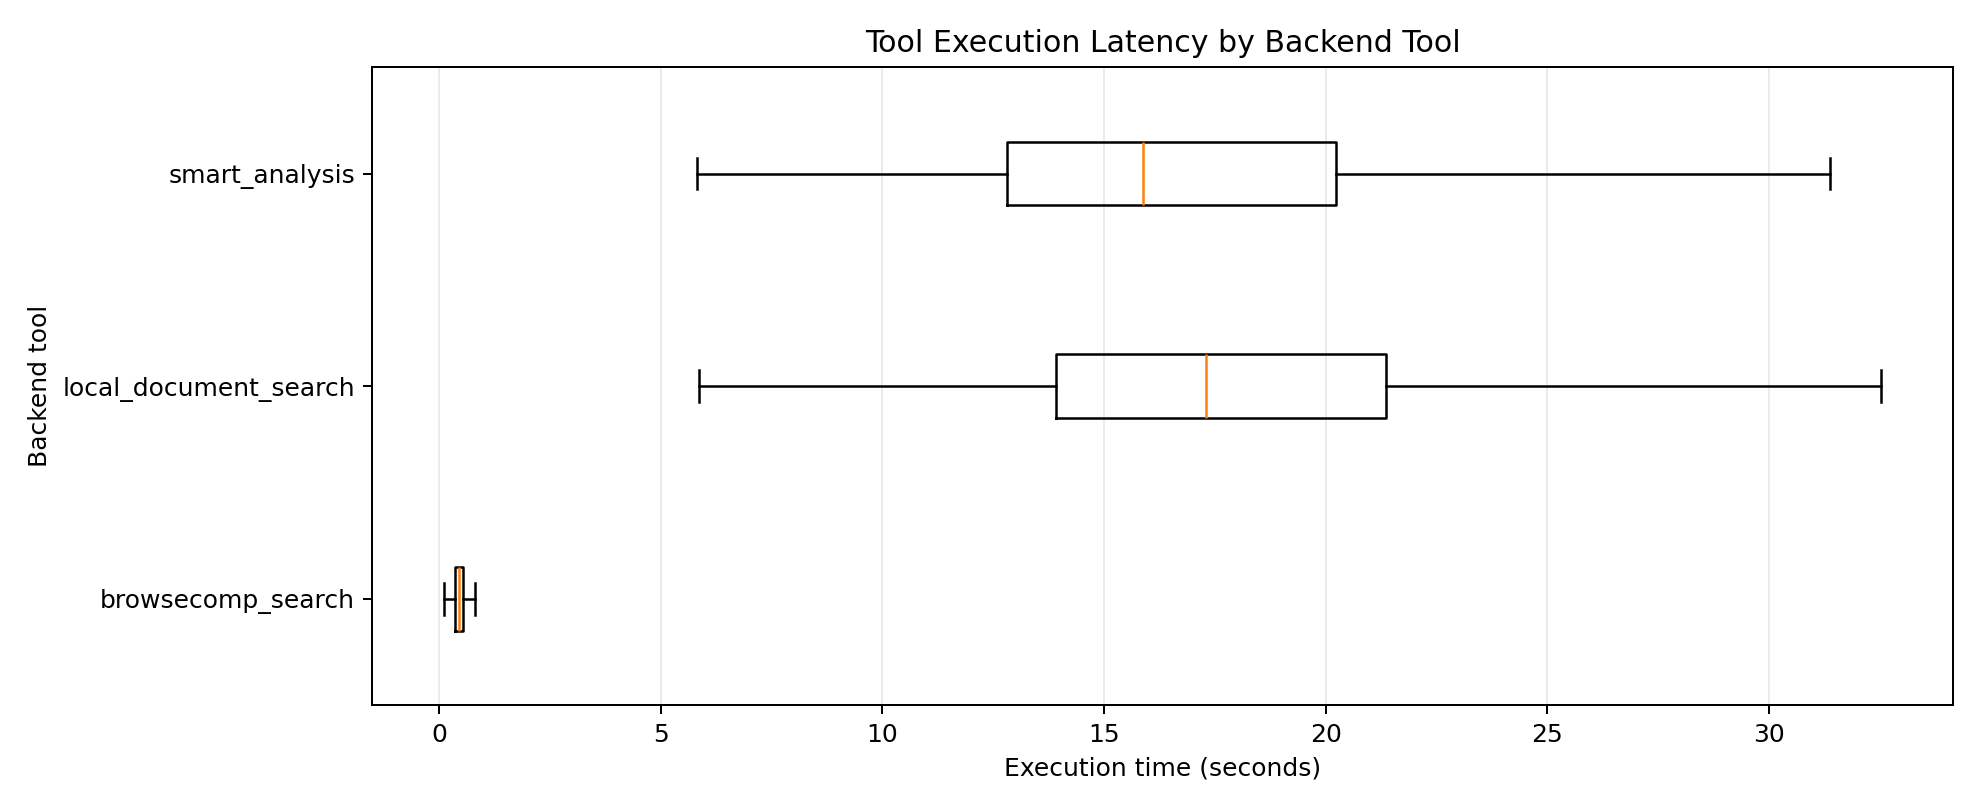 Tool Execution Latency by Backend Tool
Backend tool
smart_analysis
local_document_search
browsecomp_search
0 5 10 15 20 25 30
Execution time (seconds)